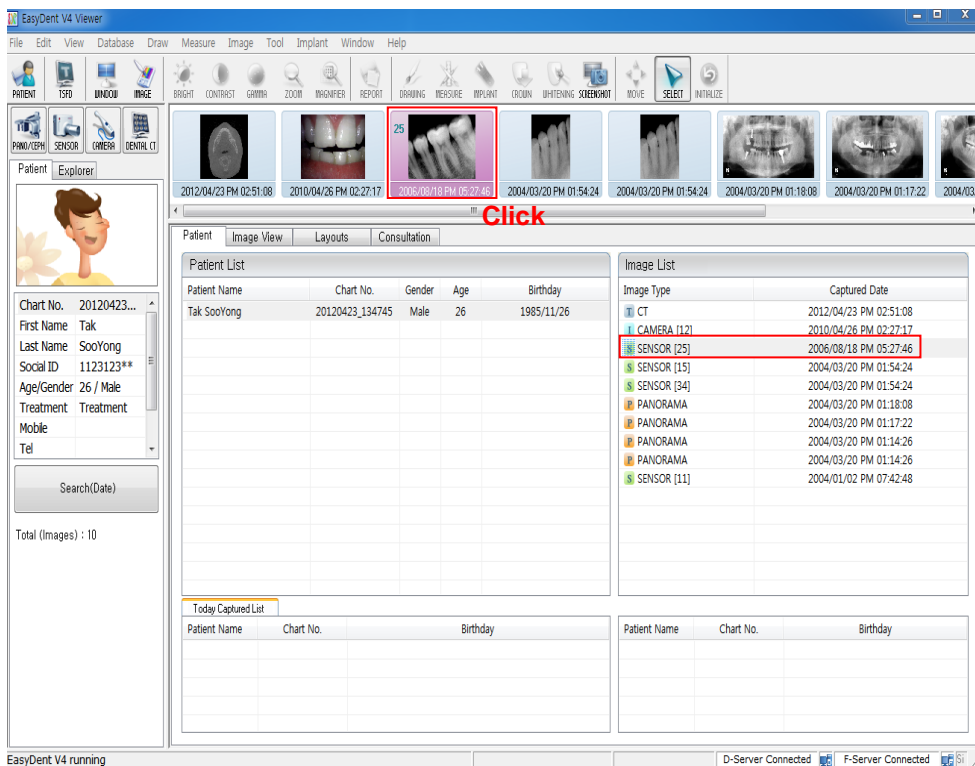 EasyDent V4 Viewer
File Edit View Database Draw Measure Image Tool Implant Window Help
PATIENT TSFD WINDOW IMAGE BRIGHT CONTRAST GAMMA ZOOM MAGNIFIER REPORT DRAWING MEASURE IMPLANT CROWN WHITENING SCREENSHOT MOVE SELECT INITIALIZE
PANO/CEPH SENSOR CAMERA DENTAL CT
25
2012/04/23 PM 02:51:08 2010/04/26 PM 02:27:17 2006/08/18 PM 05:27:46 2004/03/20 PM 01:54:24 2004/03/20 PM 01:54:24 2004/03/20 PM 01:18:08 2004/03/20 PM 01:17:22 2004/03
Click
Patient Explorer
Chart No. 20120423...
First Name Tak
Last Name SooYong
Social ID 1123123**
Age/Gender 26 / Male
Treatment Treatment
Mobile
Tel
Search(Date)
Total (Images) : 10
Patient Image View Layouts Consultation
Patient List
Patient Name Chart No. Gender Age Birthday
Tak SooYong 20120423_134745 Male 26 1985/11/26
Image List
Image Type Captured Date
T CT 2012/04/23 PM 02:51:08
I CAMERA [12] 2010/04/26 PM 02:27:17
S SENSOR [25] 2006/08/18 PM 05:27:46
S SENSOR [15] 2004/03/20 PM 01:54:24
S SENSOR [34] 2004/03/20 PM 01:54:24
P PANORAMA 2004/03/20 PM 01:18:08
P PANORAMA 2004/03/20 PM 01:17:22
P PANORAMA 2004/03/20 PM 01:14:26
P PANORAMA 2004/03/20 PM 01:14:26
S SENSOR [11] 2004/01/02 PM 07:42:48
Today Captured List
Patient Name Chart No. Birthday
Patient Name Chart No. Birthday
EasyDent V4 running D-Server Connected F-Server Connected Si